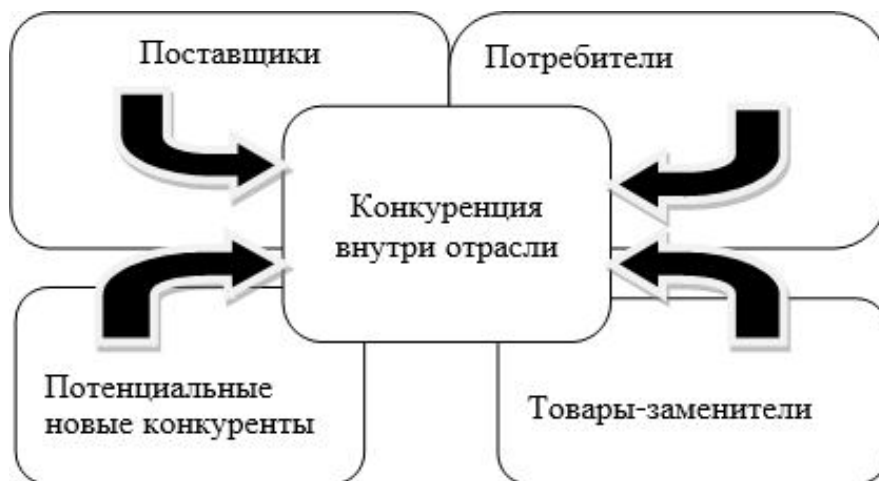 Поставщики
Потребители
Конкуренция
внутри отрасли
Потенциальные
новые конкуренты
Товары-заменители